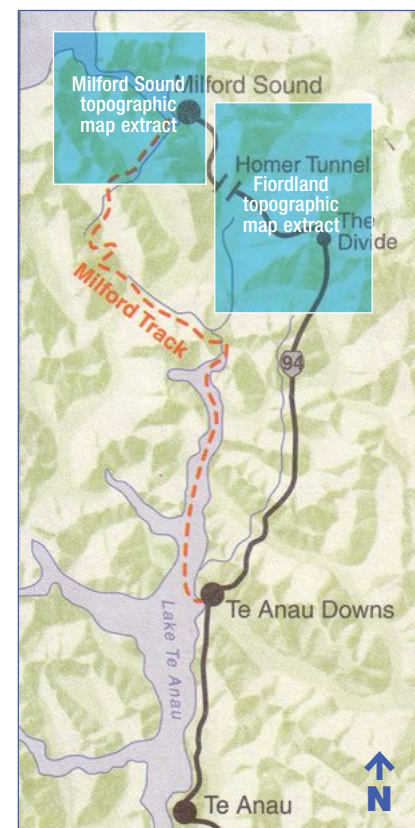 Milford Sound
Milford Sound
topographic
map extract
Homer Tunnel
Fiordland
topographic
map extract
The
Divide
Milford Track
94
Te Anau Downs
Lake Te Anau
Te Anau
N